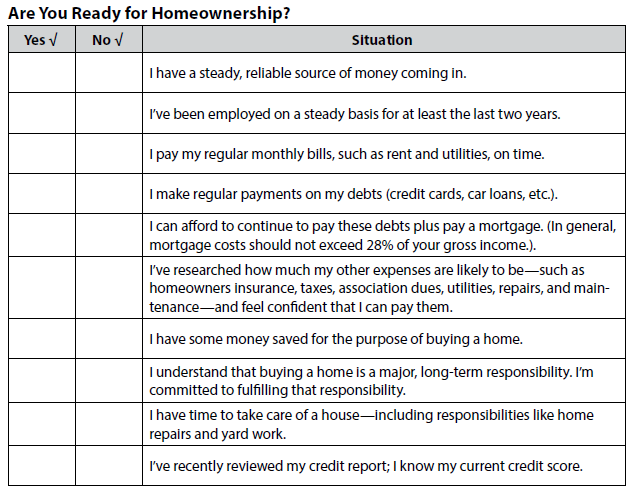 Are You Ready for Homeownership?
Yes √ No √ Situation
I have a steady, reliable source of money coming in.
I've been employed on a steady basis for at least the last two years.
I pay my regular monthly bills, such as rent and utilities, on time.
I make regular payments on my debts (credit cards, car loans, etc.).
I can afford to continue to pay these debts plus pay a mortgage. (In general,
mortgage costs should not exceed 28% of your gross income.).
I've researched how much my other expenses are likely to be—such as
homeowners insurance, taxes, association dues, utilities, repairs, and main-
tenance—and feel confident that I can pay them.
I have some money saved for the purpose of buying a home.
I understand that buying a home is a major, long-term responsibility. I'm
committed to fulfilling that responsibility.
I have time to take care of a house—including responsibilities like home
repairs and yard work.
I've recently reviewed my credit report; I know my current credit score.